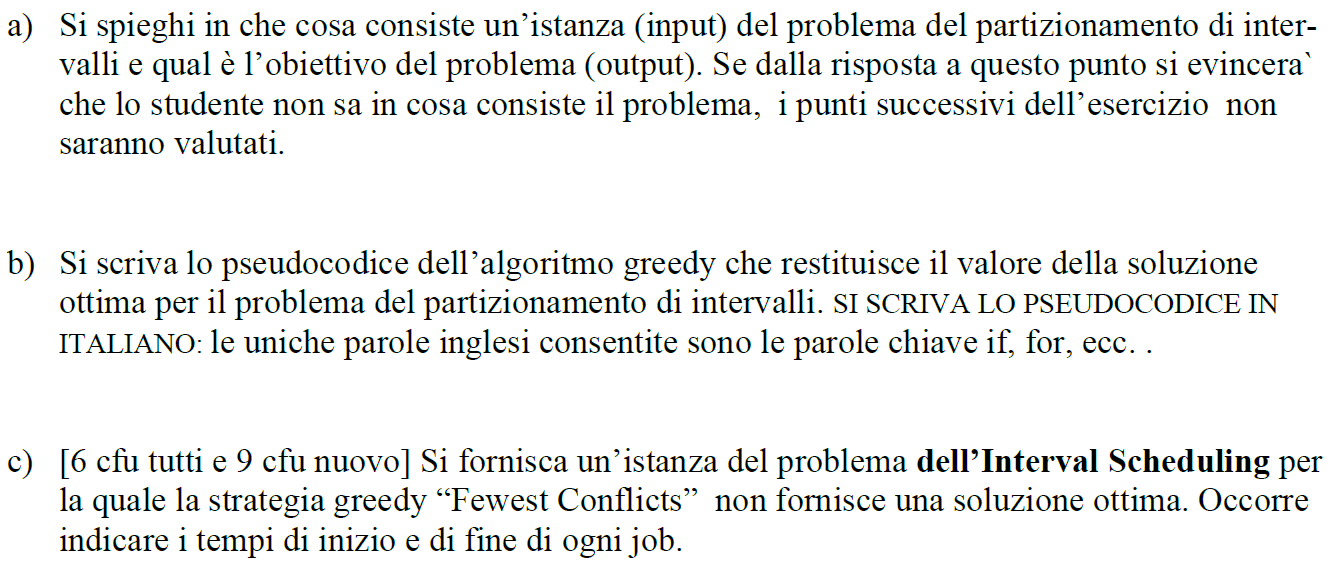 a) Si spieghi in che cosa consiste un’istanza (input) del problema del partizionamento di inter-
valli e qual è l’obiettivo del problema (output). Se dalla risposta a questo punto si evincera`
che lo studente non sa in cosa consiste il problema, i punti successivi dell’esercizio non
saranno valutati.
b) Si scriva lo pseudocodice dell’algoritmo greedy che restituisce il valore della soluzione
ottima per il problema del partizionamento di intervalli. SI SCRIVA LO PSEUDOCODICE IN
ITALIANO: le uniche parole inglesi consentite sono le parole chiave if, for, ecc. .
c) [6 cfu tutti e 9 cfu nuovo] Si fornisca un’istanza del problema dell’Interval Scheduling per
la quale la strategia greedy “Fewest Conflicts” non fornisce una soluzione ottima. Occorre
indicare i tempi di inizio e di fine di ogni job.